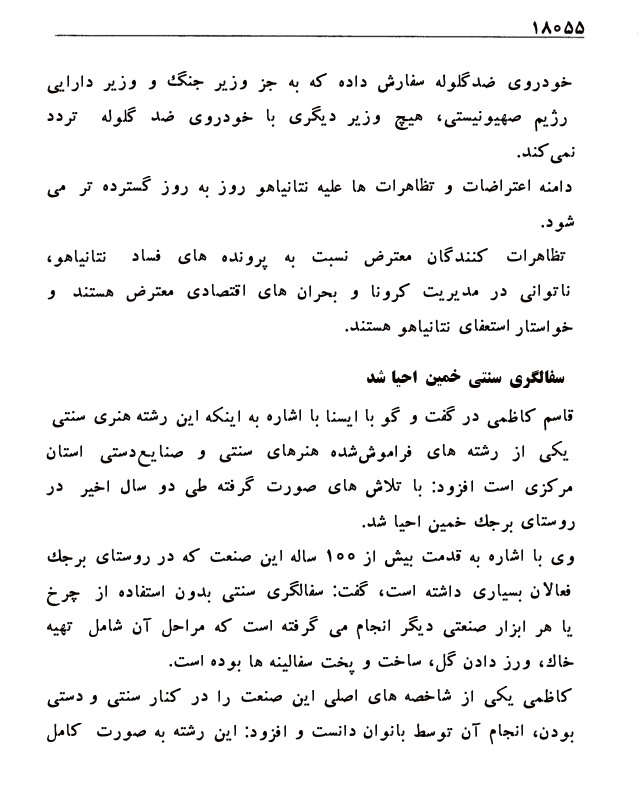 ۱۸۰۵۵
خودروی ضدگلوله سفارش داده که به جز وزیر جنگ و وزیر دارایی
رژیم صهیونیستی، هیچ وزیر دیگری با خودروی ضد گلوله تردد
نمی‌کند.
دامنه اعتراضات و تظاهرات ها علیه نتانیاهو روز به روز گسترده تر می
شود.
تظاهرات کنندگان معترض نسبت به پرونده های فساد نتانیاهو،
ناتوانی در مدیریت کرونا و بحران های اقتصادی معترض هستند و
خواستار استعفای نتانیاهو هستند.
سفالگری سنتی خمین احیا شد
قاسم کاظمی در گفت و گو با ایسنا با اشاره به اینکه این رشته هنری سنتی
یکی از رشته های فراموش‌شده هنرهای سنتی و صنایع‌دستی استان
مرکزی است افزود: با تلاش های صورت گرفته طی دو سال اخیر در
روستای برجک خمین احیا شد.
وی با اشاره به قدمت بیش از ۱۰۰ ساله این صنعت که در روستای برجک
فعالان بسیاری داشته است، گفت: سفالگری سنتی بدون استفاده از چرخ
یا هر ابزار صنعتی دیگر انجام می گرفته است که مراحل آن شامل تهیه
خاک، ورز دادن گل، ساخت و پخت سفالینه ها بوده است.
کاظمی یکی از شاخصه های اصلی این صنعت را در کنار سنتی و دستی
بودن، انجام آن توسط بانوان دانست و افزود: این رشته به صورت کامل